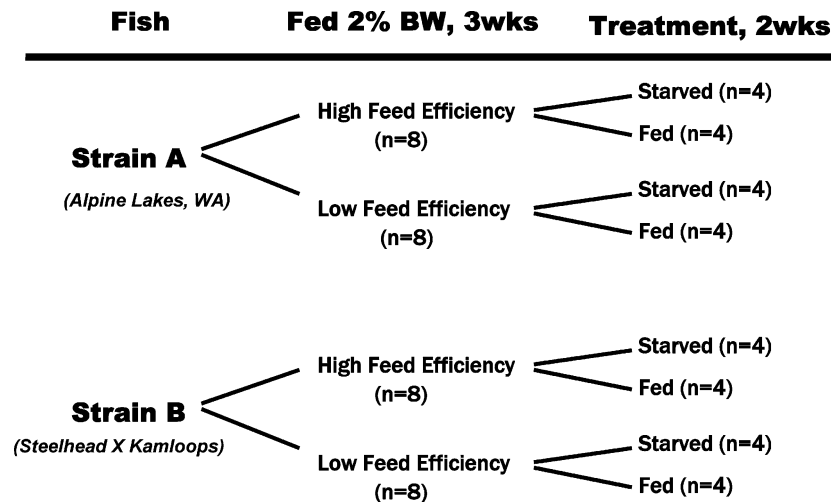 Fish
Fed 2% BW, 3wks
Treatment, 2wks
Strain A
(Alpine Lakes, WA)
High Feed Efficiency
(n=8)
Starved (n=4)
Fed (n=4)
Low Feed Efficiency
(n=8)
Starved (n=4)
Fed (n=4)
Strain B
(Steelhead X Kamloops)
High Feed Efficiency
(n=8)
Starved (n=4)
Fed (n=4)
Low Feed Efficiency
(n=8)
Starved (n=4)
Fed (n=4)